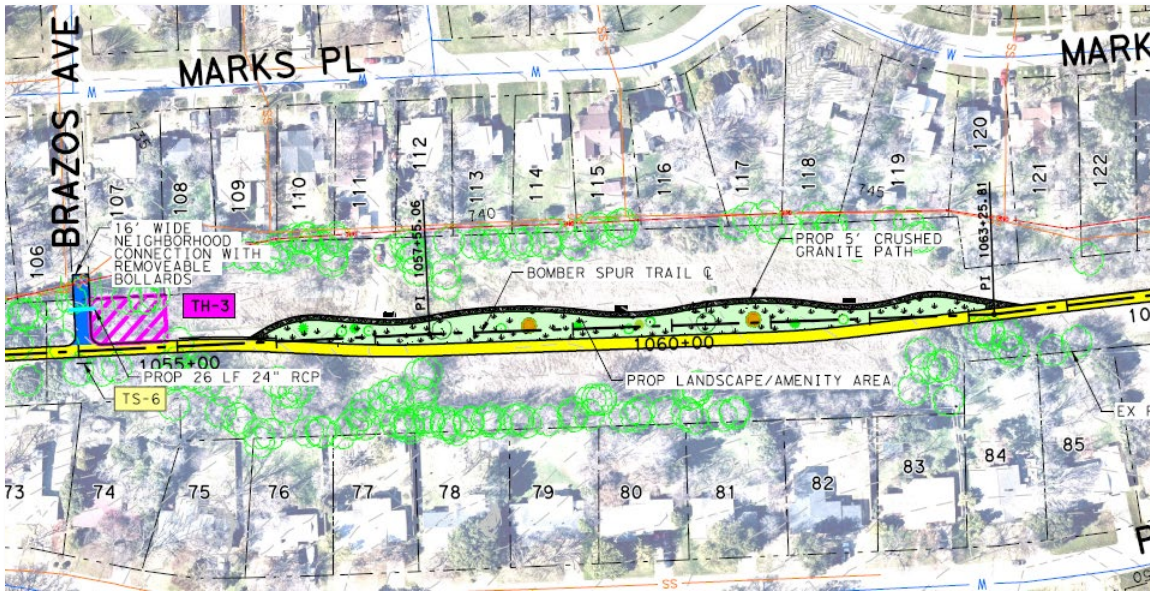 BRAZOS AVE
MARKS PL
MARK
W
W
W
W
SS
SS
SS
106
107
108
109
110
111
112
113
114
115
116
117
118
119
120
121
122
740
745
PI 1057+55.06
PI 1063+25.81
16' WIDE
NEIGHBORHOOD
CONNECTION WITH
REMOVEABLE
BOLLARDS
TH-3
BOMBER SPUR TRAIL ℄
PROP 5' CRUSHED
GRANITE PATH
1055+00
1060+00
10
PROP 26 LF 24" RCP
TS-6
PROP LANDSCAPE/AMENITY AREA
EX F
73
74
75
76
77
78
79
80
81
82
83
84
85
SS
W
P